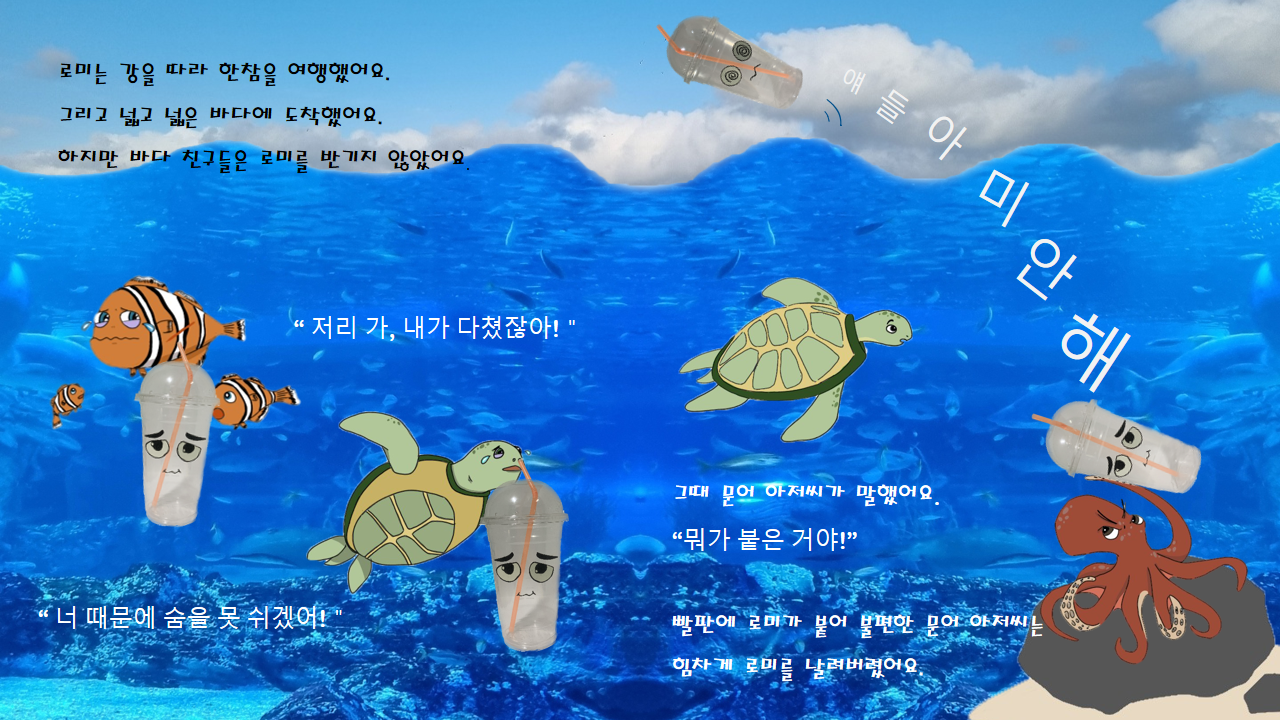 로미는 강을 따라 한참을 여행했어요.
그리고 넓고 넓은 바다에 도착했어요.
하지만 바다 친구들은 로미를 반기지 않았어요.
“ 저리 가, 내가 다쳤잖아! "
“ 너 때문에 숨을 못 쉬겠어! "
얘들아 미안해
그때 문어 아저씨가 말했어요.
“뭐가 붙은 거야!”
빨판에 로미가 붙어 불편한 문어 아저씨는
힘차게 로미를 날려버렸어요.